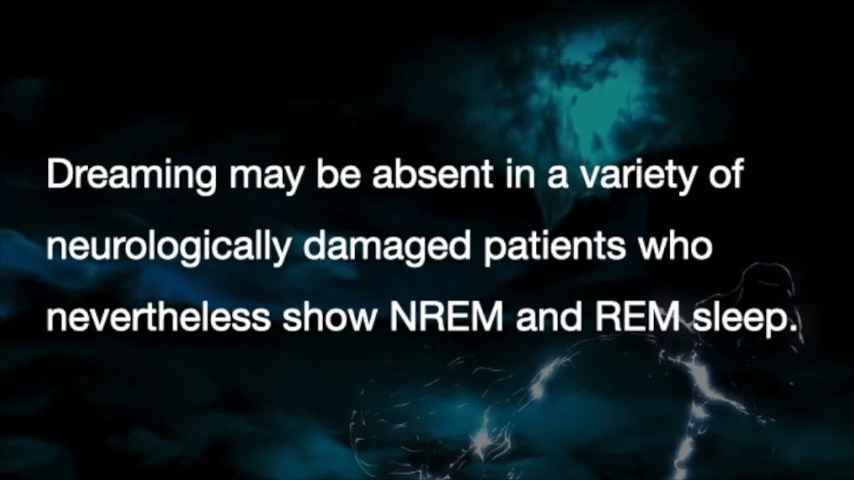 Dreaming may be absent in a variety of
neurologically damaged patients who
nevertheless show NREM and REM sleep.